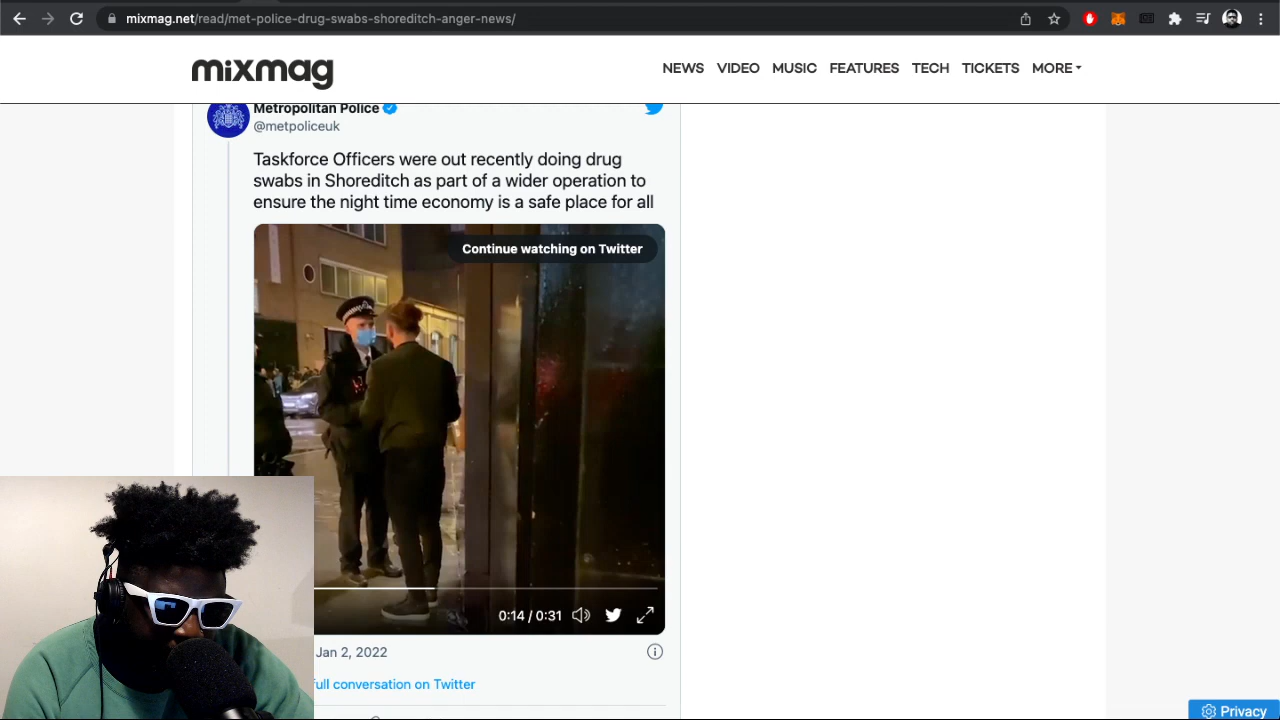 mixmag.net/read/met-police-drug-swabs-shoreditch-anger-news/
mixmag
NEWS VIDEO MUSIC FEATURES TECH TICKETS MORE
Metropolitan Police
@metpoliceuk
Taskforce Officers were out recently doing drug
swabs in Shoreditch as part of a wider operation to
ensure the night time economy is a safe place for all
Continue watching on Twitter
0:14 / 0:31
Jan 2, 2022
full conversation on Twitter
Privacy